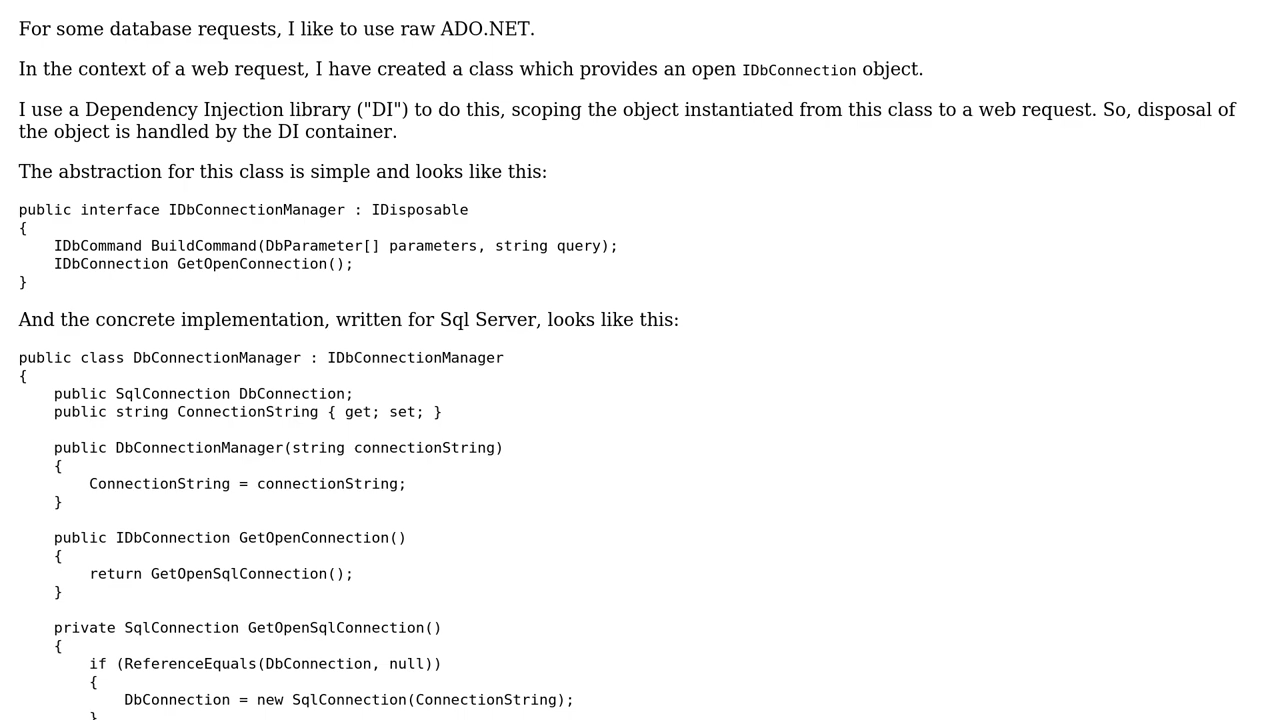 For some database requests, I like to use raw ADO.NET.
In the context of a web request, I have created a class which provides an open IDbConnection object.
I use a Dependency Injection library ("DI") to do this, scoping the object instantiated from this class to a web request. So, disposal of
the object is handled by the DI container.
The abstraction for this class is simple and looks like this:
public interface IDbConnectionManager : IDisposable
{
    IDbCommand BuildCommand(DbParameter[] parameters, string query);
    IDbConnection GetOpenConnection();
}
And the concrete implementation, written for Sql Server, looks like this:
public class DbConnectionManager : IDbConnectionManager
{
    public SqlConnection DbConnection;
    public string ConnectionString { get; set; }
    public DbConnectionManager(string connectionString)
    {
        ConnectionString = connectionString;
    }
    public IDbConnection GetOpenConnection()
    {
        return GetOpenSqlConnection();
    }
    private SqlConnection GetOpenSqlConnection()
    {
        if (ReferenceEquals(DbConnection, null))
        {
            DbConnection = new SqlConnection(ConnectionString);
        }